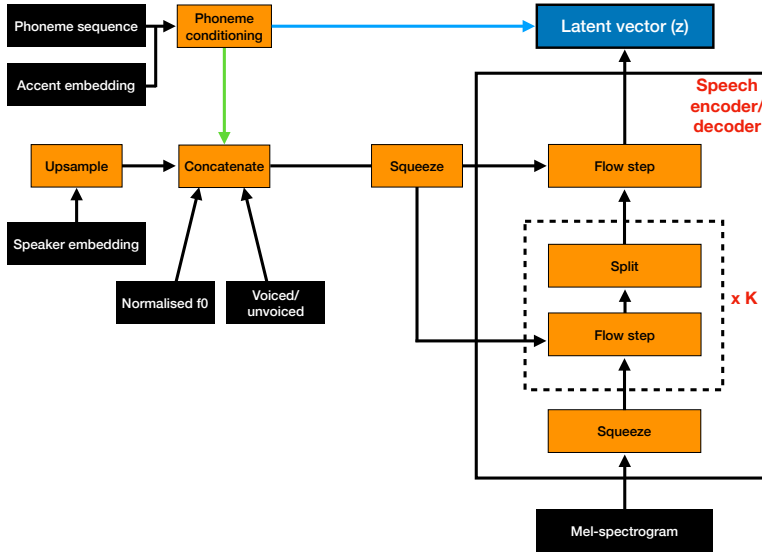 Phoneme sequence
Phoneme
conditioning
Latent vector (z)
Accent embedding
Speech
encoder/
decoder
Upsample
Concatenate
Squeeze
Flow step
Speaker embedding
Split
Normalised f0
Voiced/
unvoiced
x K
Flow step
Squeeze
Mel-spectrogram